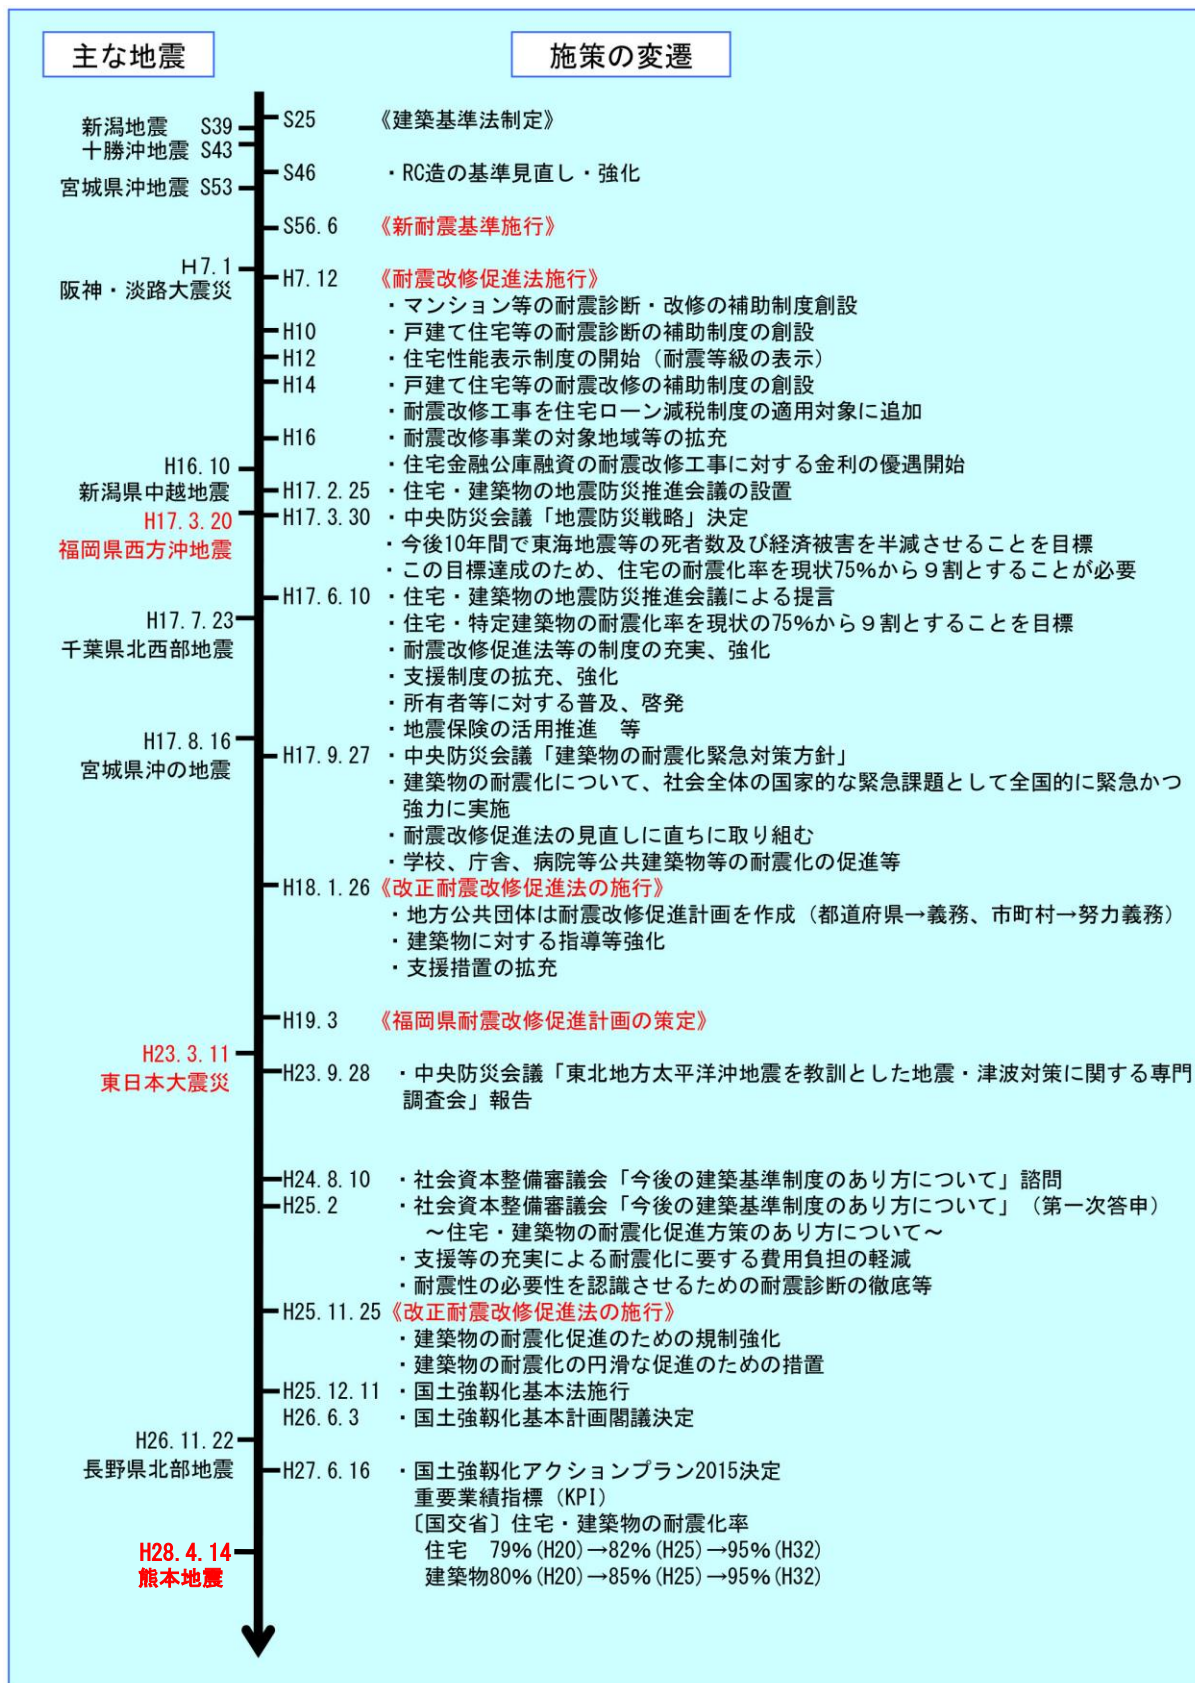 主な地震
施策の変遷
新潟地震 S39
十勝沖地震 S43
宮城県沖地震 S53
H7.1
阪神・淡路大震災
H16.10
新潟県中越地震
H17.3.20
福岡県西方沖地震
H17.7.23
千葉県北西部地震
H17.8.16
宮城県沖の地震
H23.3.11
東日本大震災
H26.11.22
長野県北部地震
H28.4.14
熊本地震
S25 《建築基準法制定》
S46 ・RC造の基準見直し・強化
S56.6 《新耐震基準施行》
H7.12 《耐震改修促進法施行》
・マンション等の耐震診断・改修の補助制度創設
H10 ・戸建て住宅等の耐震診断の補助制度の創設
H12 ・住宅性能表示制度の開始（耐震等級の表示）
H14 ・戸建て住宅等の耐震改修の補助制度の創設
・耐震改修工事を住宅ローン減税制度の適用対象に追加
H16 ・耐震改修事業の対象地域等の拡充
・住宅金融公庫融資の耐震改修工事に対する金利の優遇開始
H17.2.25 ・住宅・建築物の地震防災推進会議の設置
H17.3.30 ・中央防災会議「地震防災戦略」決定
・今後10年間で東海地震等の死者数及び経済被害を半減させることを目標
・この目標達成のため、住宅の耐震化率を現状75%から９割とすることが必要
H17.6.10 ・住宅・建築物の地震防災推進会議による提言
・住宅・特定建築物の耐震化率を現状の75%から９割とすることを目標
・耐震改修促進法等の制度の充実、強化
・支援制度の拡充、強化
・所有者等に対する普及、啓発
・地震保険の活用推進　等
H17.9.27 ・中央防災会議「建築物の耐震化緊急対策方針」
・建築物の耐震化について、社会全体の国家的な緊急課題として全国的に緊急かつ
強力に実施
・耐震改修促進法の見直しに直ちに取り組む
・学校、庁舎、病院等公共建築物等の耐震化の促進等
H18.1.26 《改正耐震改修促進法の施行》
・地方公共団体は耐震改修促進計画を作成（都道府県→義務、市町村→努力義務）
・建築物に対する指導等強化
・支援措置の拡充
H19.3 《福岡県耐震改修促進計画の策定》
H23.9.28 ・中央防災会議「東北地方太平洋沖地震を教訓とした地震・津波対策に関する専門
調査会」報告
H24.8.10 ・社会資本整備審議会「今後の建築基準制度のあり方について」諮問
H25.2 ・社会資本整備審議会「今後の建築基準制度のあり方について」（第一次答申）
～住宅・建築物の耐震化促進方策のあり方について～
・支援等の充実による耐震化に要する費用負担の軽減
・耐震性の必要性を認識させるための耐震診断の徹底等
H25.11.25 《改正耐震改修促進法の施行》
・建築物の耐震化促進のための規制強化
・建築物の耐震化の円滑な促進のための措置
H25.12.11 ・国土強靱化基本法施行
H26.6.3 ・国土強靱化基本計画閣議決定
H27.6.16 ・国土強靱化アクションプラン2015決定
重要業績指標（KPI）
〔国交省〕住宅・建築物の耐震化率
住宅　79%(H20)→82%(H25)→95%(H32)
建築物80%(H20)→85%(H25)→95%(H32)